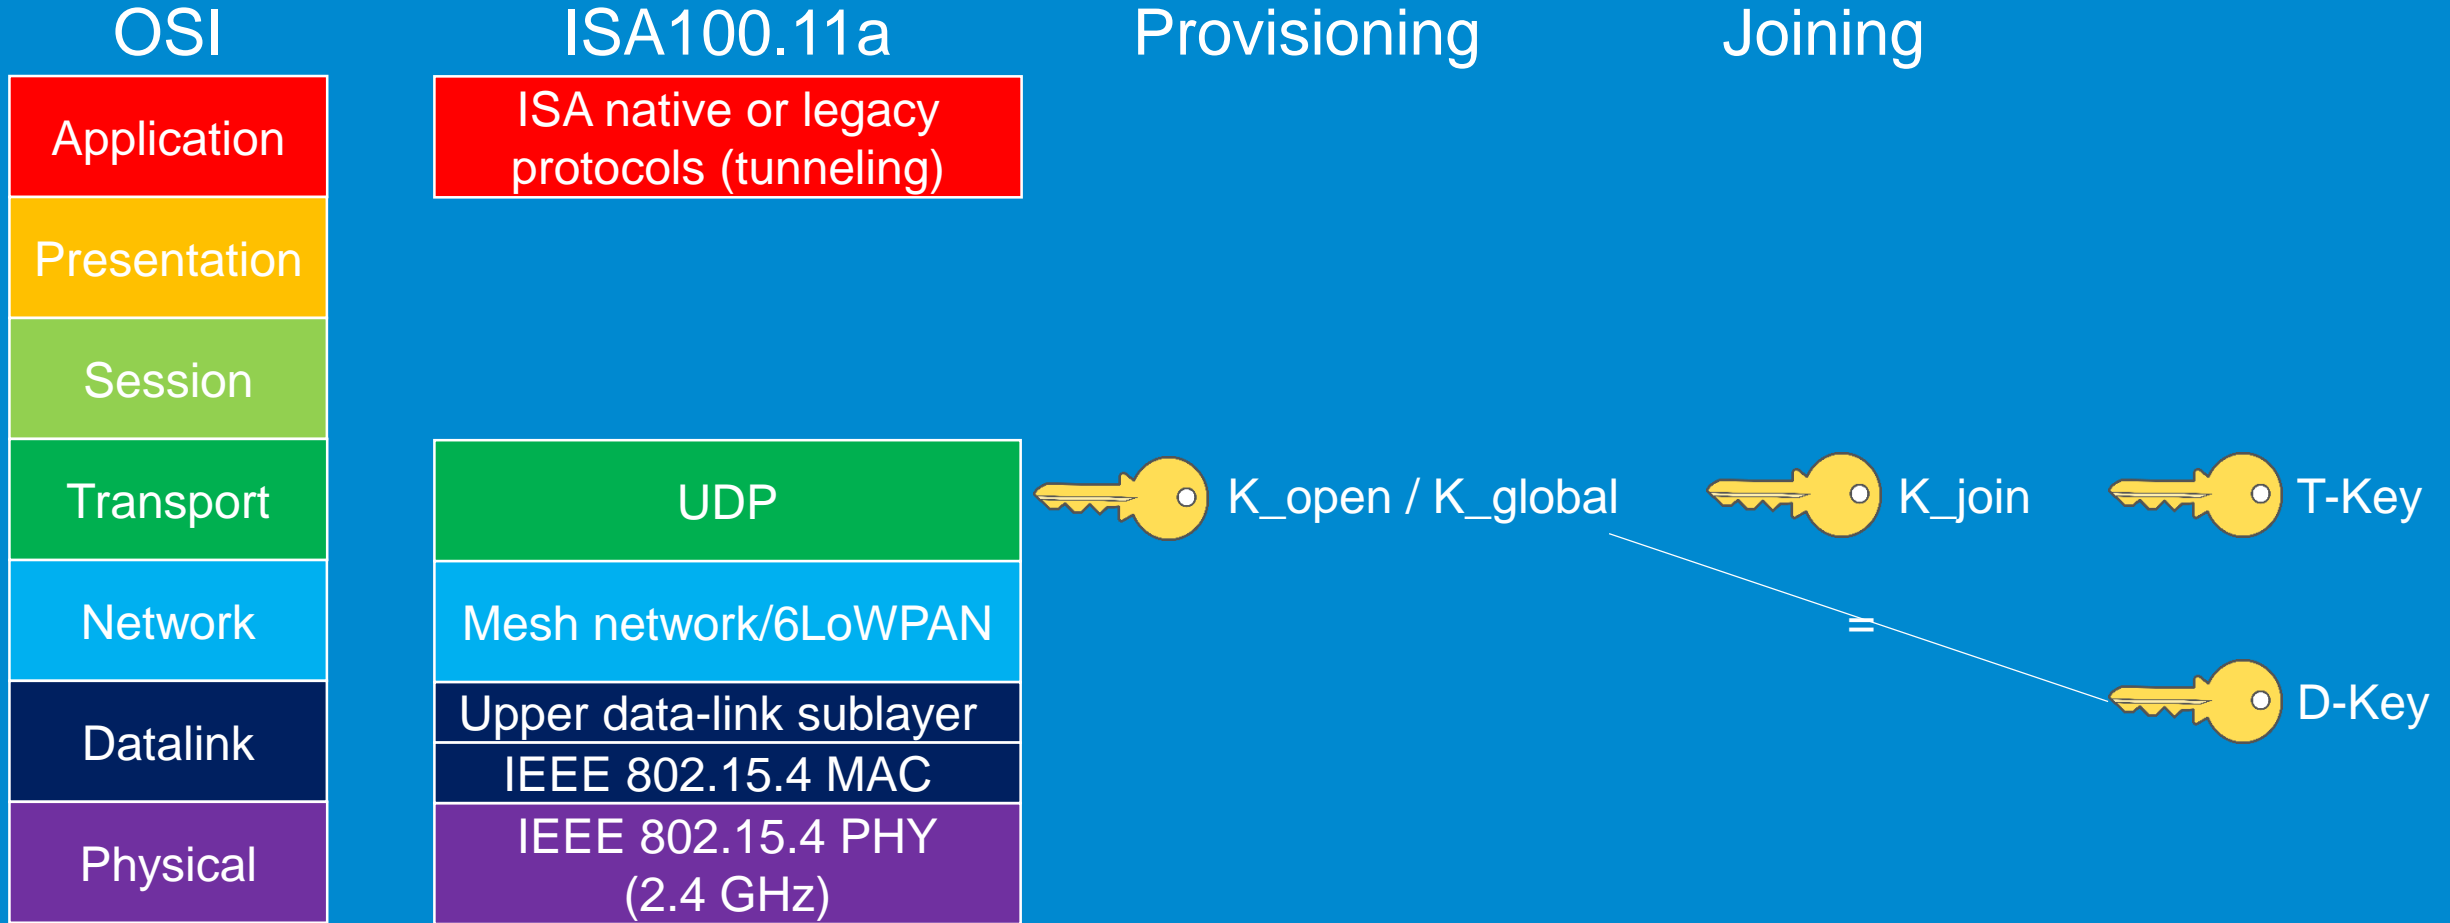 OSI
ISA100.11a
Provisioning
Joining
Application
ISA native or legacy
protocols (tunneling)
Presentation
Session
Transport
UDP
K_open / K_global
K_join
T-Key
Network
Mesh network/6LoWPAN
=
Datalink
Upper data-link sublayer
IEEE 802.15.4 MAC
D-Key
Physical
IEEE 802.15.4 PHY
(2.4 GHz)